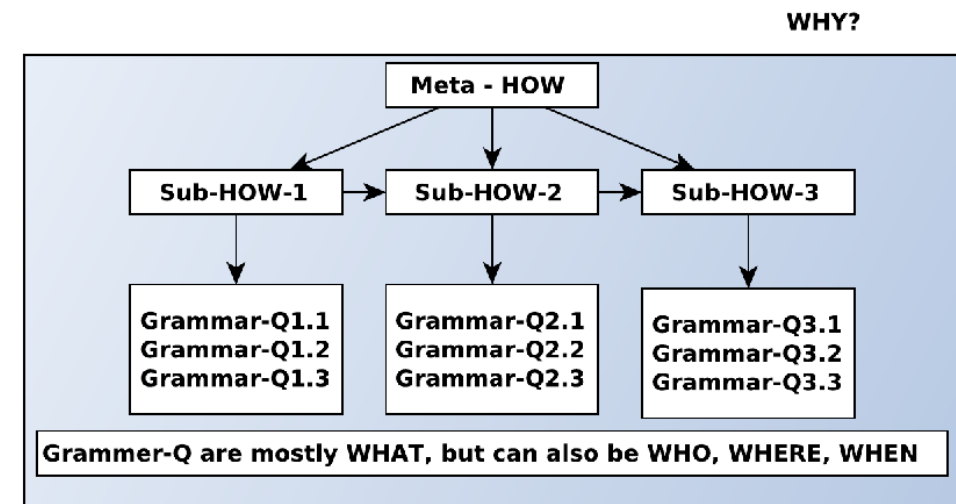 WHY?
Meta - HOW
Sub-HOW-1
Sub-HOW-2
Sub-HOW-3
Grammar-Q1.1
Grammar-Q1.2
Grammar-Q1.3
Grammar-Q2.1
Grammar-Q2.2
Grammar-Q2.3
Grammar-Q3.1
Grammar-Q3.2
Grammar-Q3.3
Grammer-Q are mostly WHAT, but can also be WHO, WHERE, WHEN